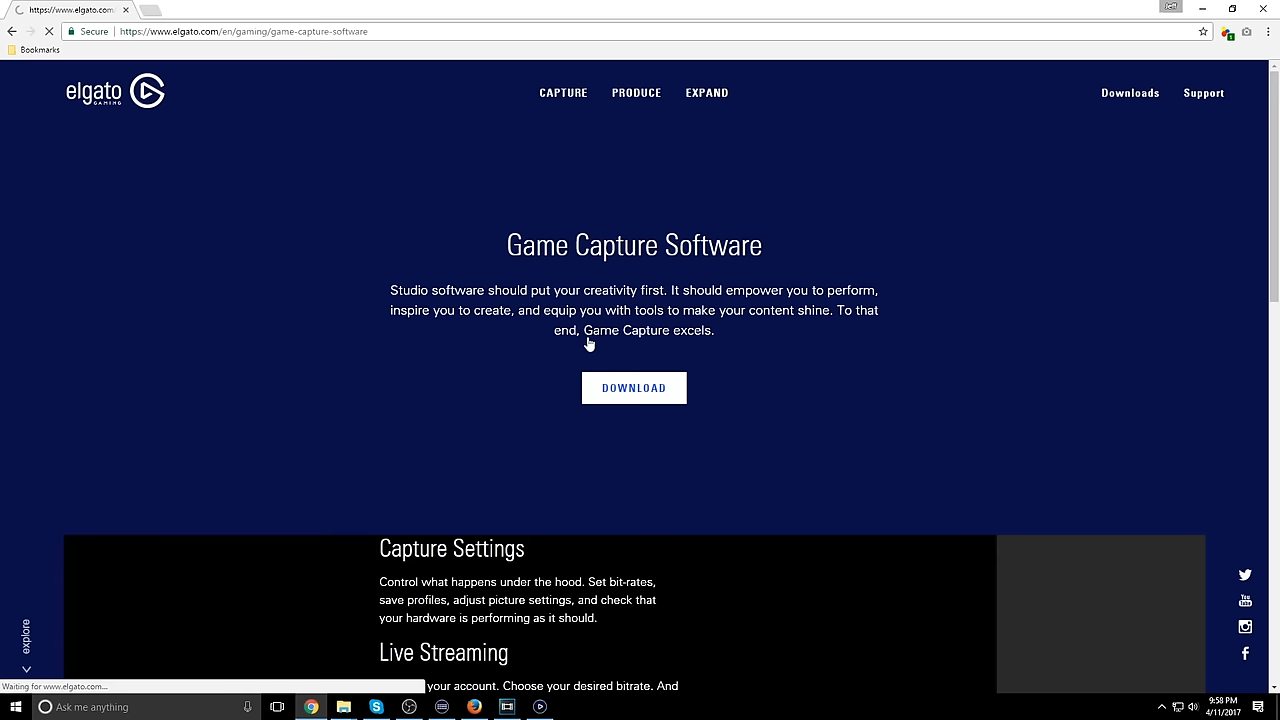 https://www.elgato.com.
Secure
https://www.elgato.com/en/gaming/game-capture-software
Bookmarks
elgato
GAMING
CAPTURE
PRODUCE
EXPAND
Downloads
Support
Game Capture Software
Studio software should put your creativity first. It should empower you to perform,
inspire you to create, and equip you with tools to make your content shine. To that
end, Game Capture excels.
DOWNLOAD
Capture Settings
Control what happens under the hood. Set bit-rates,
save profiles, adjust picture settings, and check that
your hardware is performing as it should.
Live Streaming
your account. Choose your desired bitrate. And
explore
You
Tube
Waiting for www.elgato.com...
Ask me anything
9:58 PM
4/11/2017